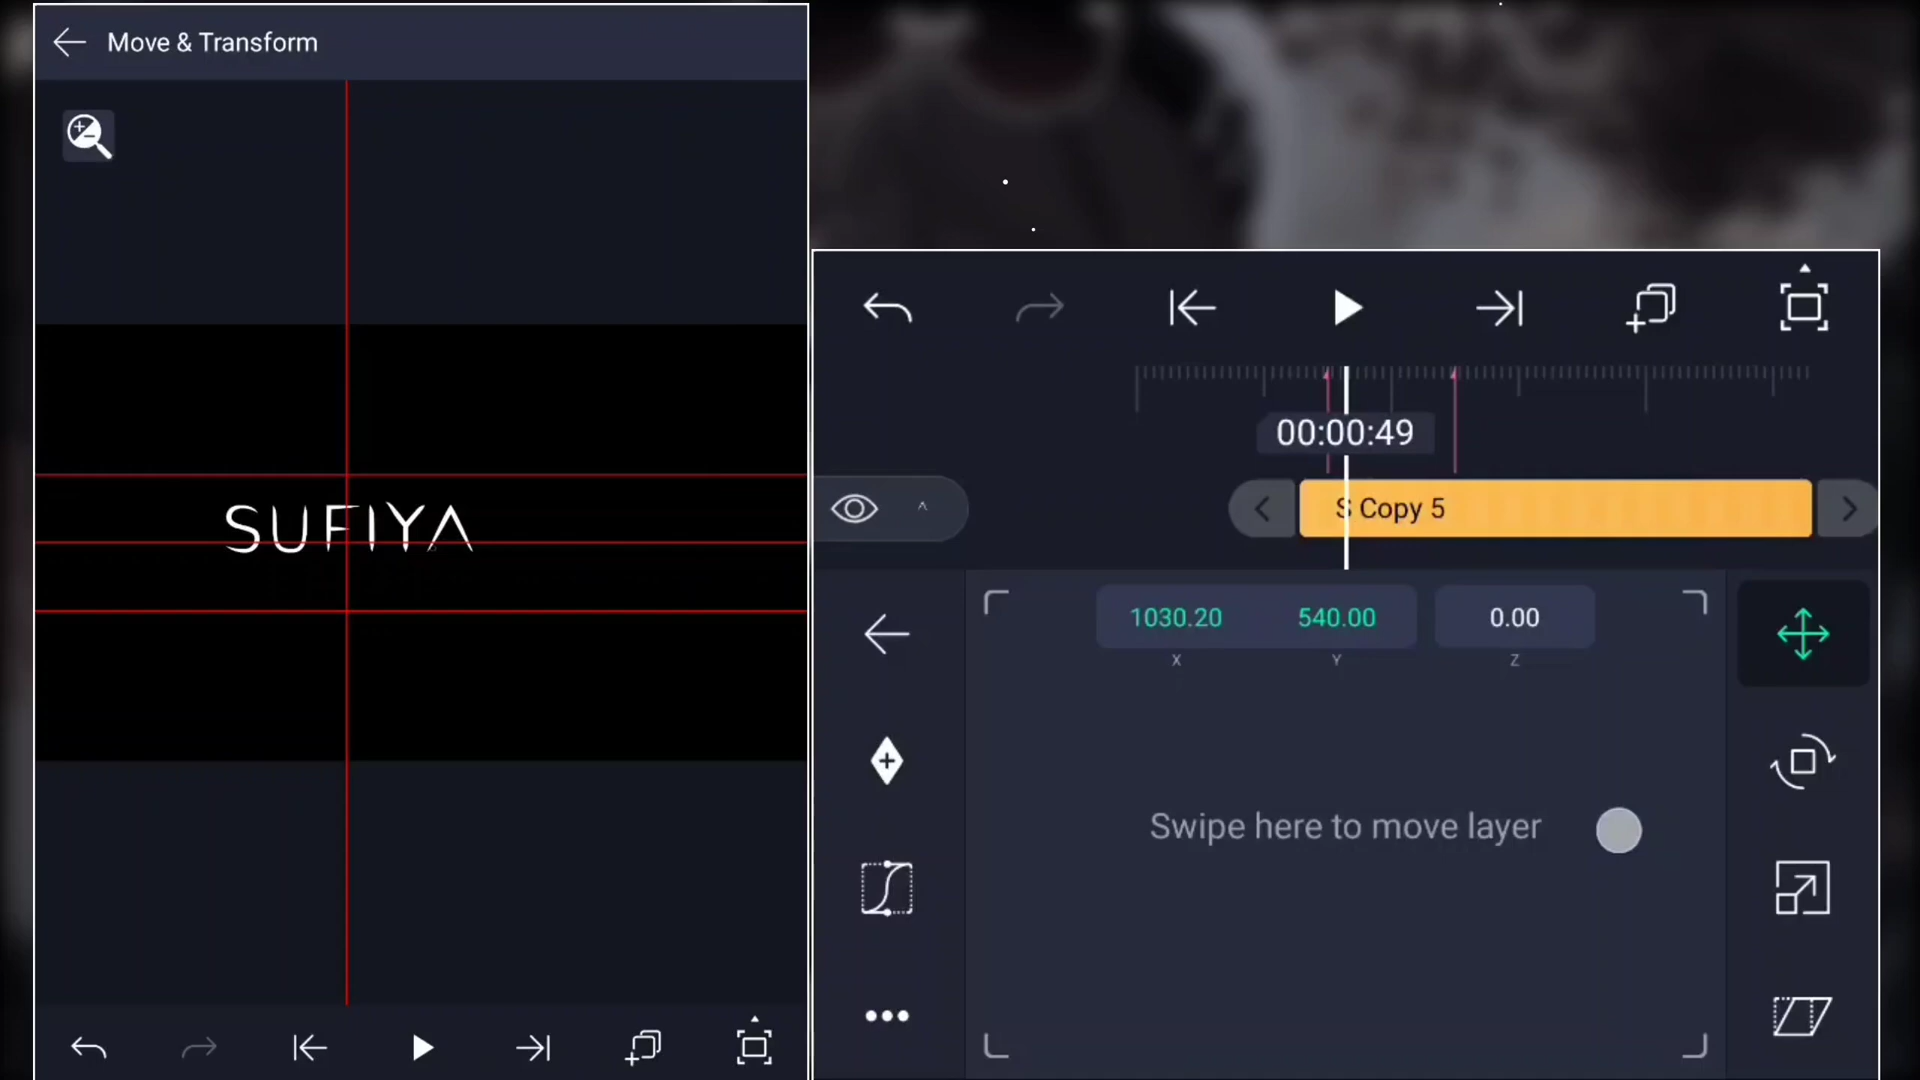 Move & Transform
SUFIYA
00:00:49
S Copy 5
1030.20 540.00 0.00
X Y Z
Swipe here to move layer